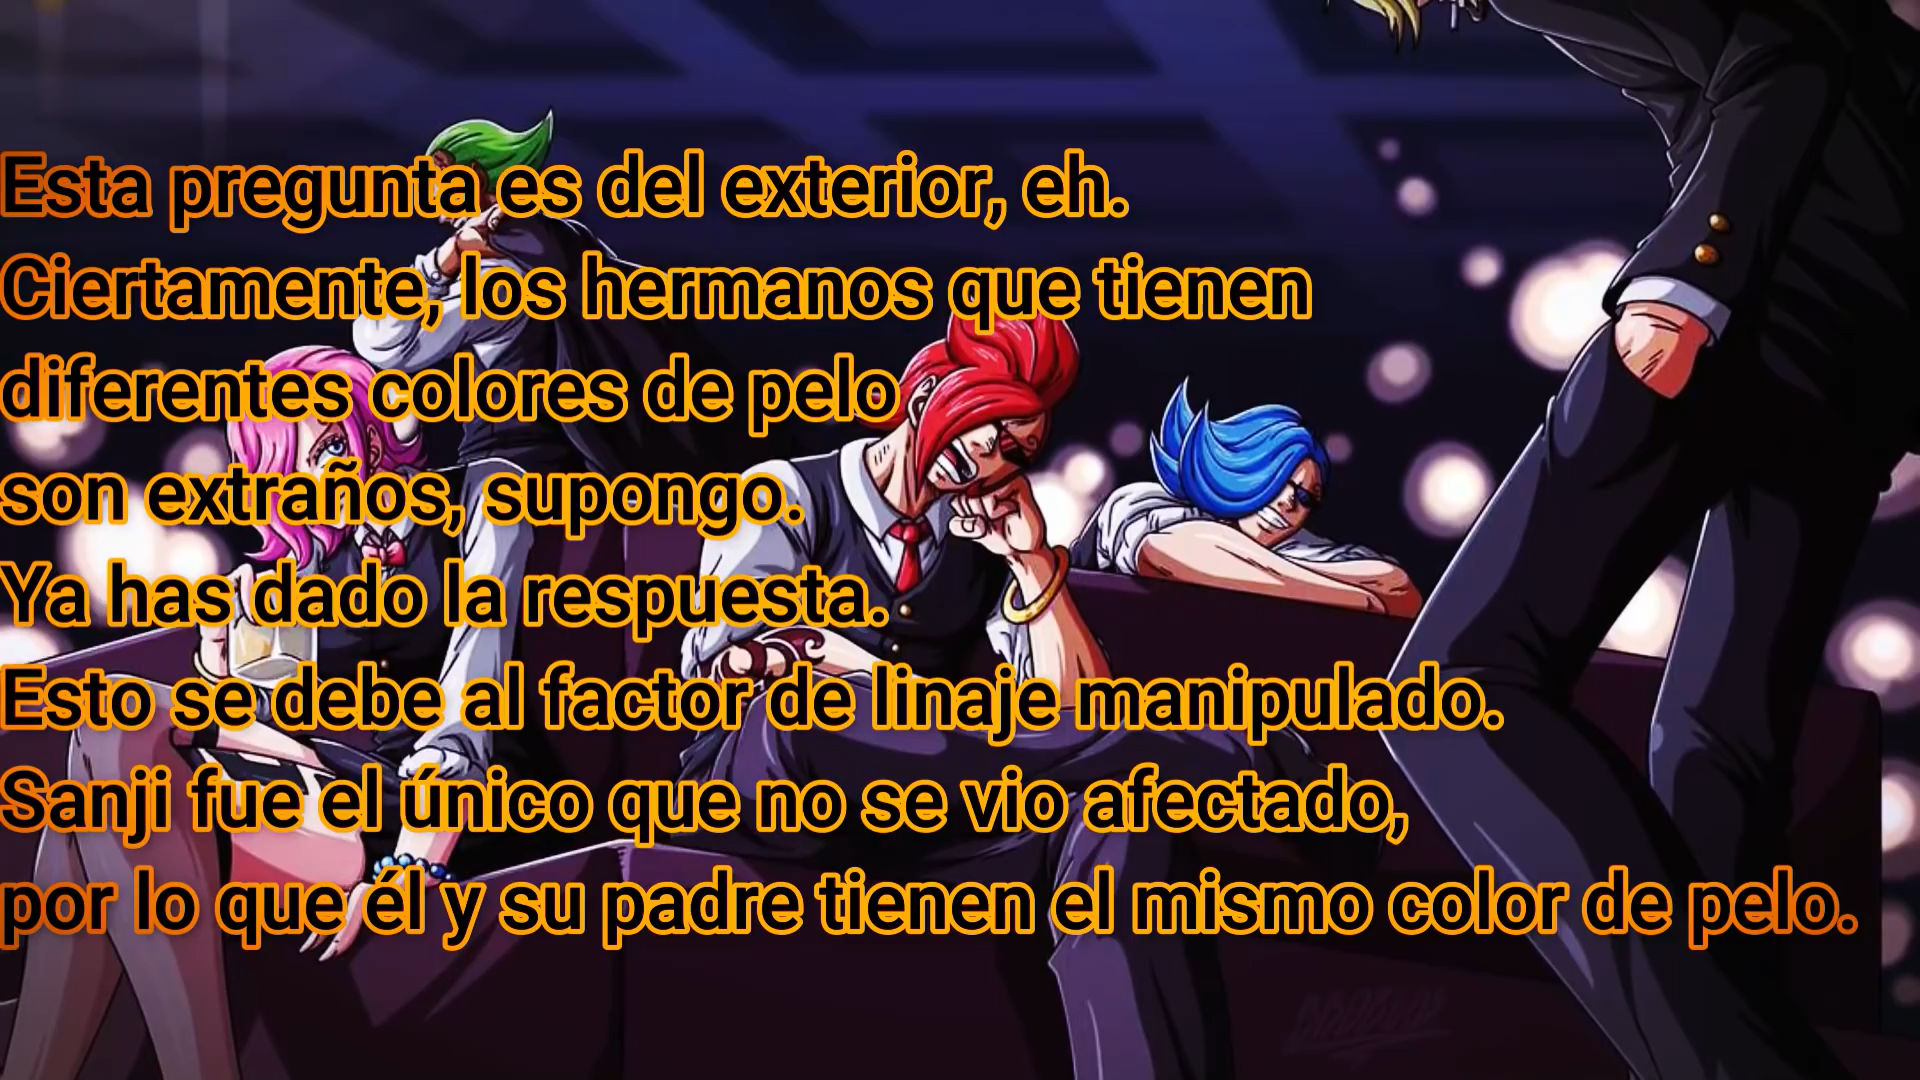 Esta pregunta es del exterior, eh.
Ciertamente, los hermanos que tienen
diferentes colores de pelo
son extraños, supongo.
Ya has dado la respuesta.
Esto se debe al factor de linaje manipulado.
Sanji fue el único que no se vio afectado,
por lo que él y su padre tienen el mismo color de pelo.